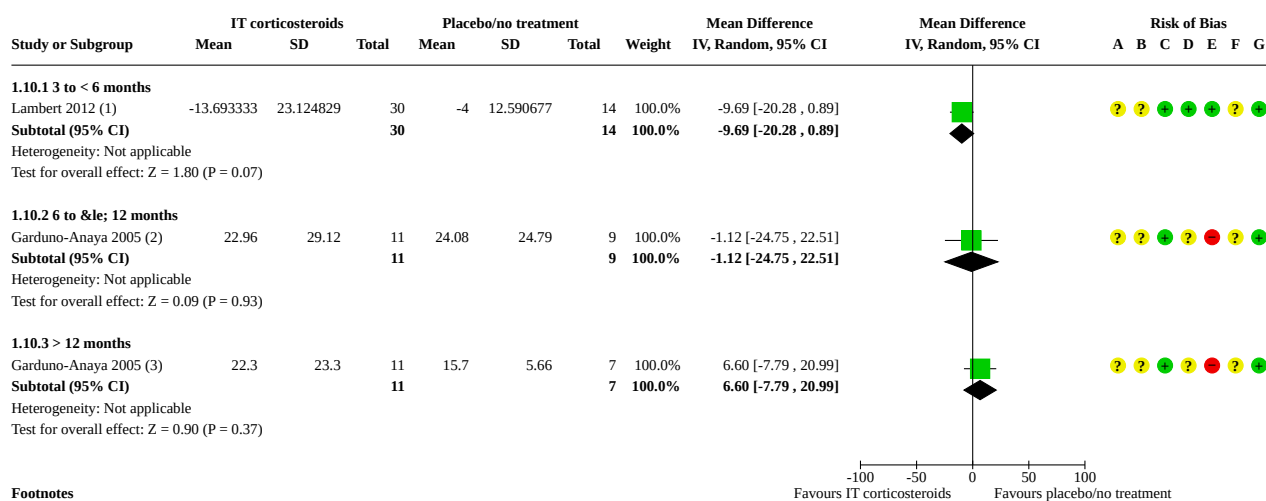 IT corticosteroids Placebo/no treatment Mean Difference Mean Difference Risk of Bias
Study or Subgroup Mean SD Total Mean SD Total Weight IV, Random, 95% CI IV, Random, 95% CI A B C D E F G
1.10.1 3 to < 6 months
Lambert 2012 (1) -13.693333 23.124829 30 -4 12.590677 14 100.0% -9.69 [-20.28 , 0.89] ? ? + + + ? +
Subtotal (95% CI) 30 14 100.0% -9.69 [-20.28 , 0.89]
Heterogeneity: Not applicable
Test for overall effect: Z = 1.80 (P = 0.07)
1.10.2 6 to &le; 12 months
Garduno-Anaya 2005 (2) 22.96 29.12 11 24.08 24.79 9 100.0% -1.12 [-24.75 , 22.51] ? ? + ? − ? +
Subtotal (95% CI) 11 9 100.0% -1.12 [-24.75 , 22.51]
Heterogeneity: Not applicable
Test for overall effect: Z = 0.09 (P = 0.93)
1.10.3 > 12 months
Garduno-Anaya 2005 (3) 22.3 23.3 11 15.7 5.66 7 100.0% 6.60 [-7.79 , 20.99] ? ? + ? − ? +
Subtotal (95% CI) 11 7 100.0% 6.60 [-7.79 , 20.99]
Heterogeneity: Not applicable
Test for overall effect: Z = 0.90 (P = 0.37)
-100 -50 0 50 100
Footnotes Favours IT corticosteroids Favours placebo/no treatment